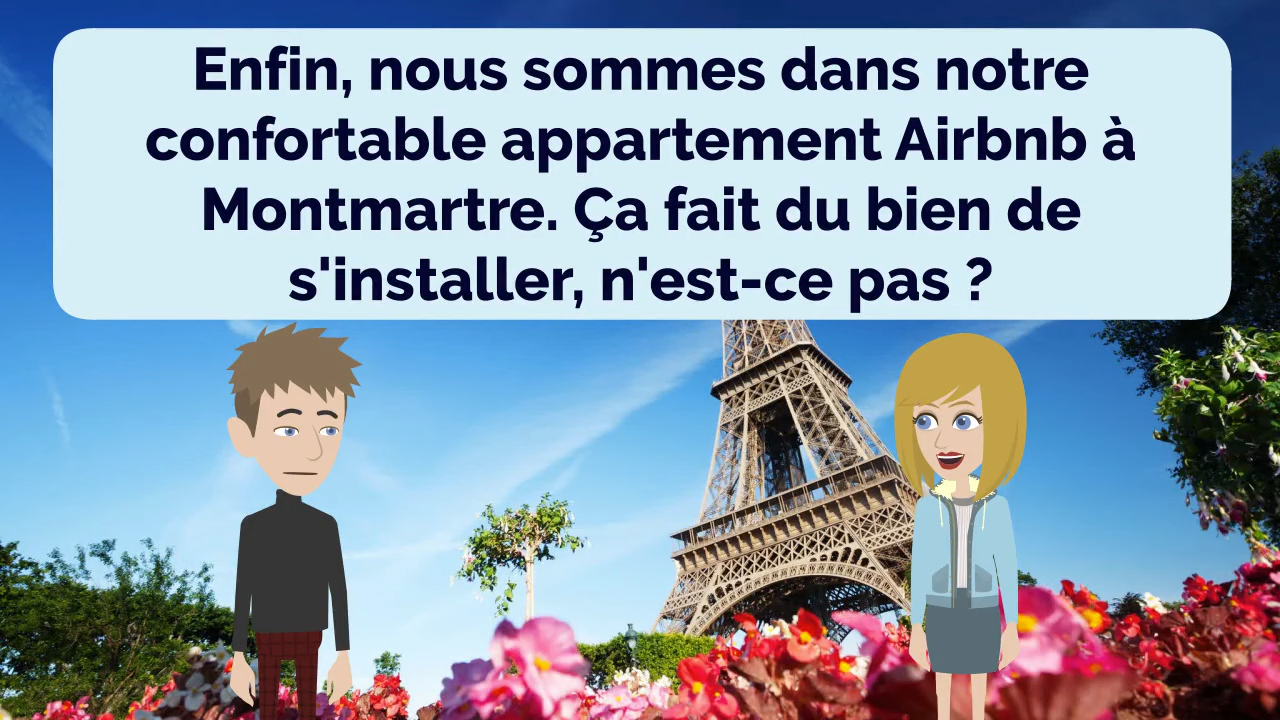 Enfin, nous sommes dans notre
confortable appartement Airbnb à
Montmartre. Ça fait du bien de
s'installer, n'est-ce pas ?